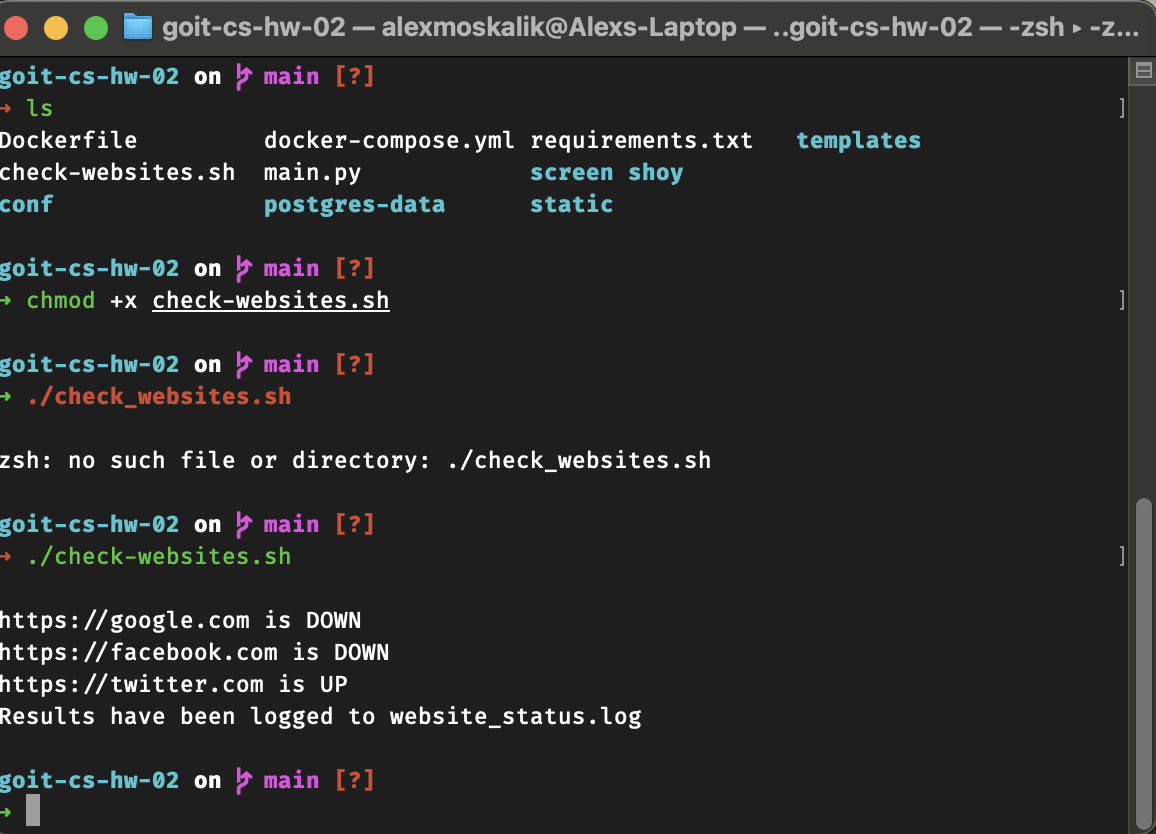 goit-cs-hw-02 — alexmoskalik@Alexs-Laptop — ..goit-cs-hw-02 — -zsh ▸ -z...
goit-cs-hw-02 on main [?]
→ ls ]
Dockerfile docker-compose.yml requirements.txt templates
check-websites.sh main.py screen shoy
conf postgres-data static
goit-cs-hw-02 on main [?]
→ chmod +x check-websites.sh ]
goit-cs-hw-02 on main [?]
→ ./check_websites.sh
zsh: no such file or directory: ./check_websites.sh
goit-cs-hw-02 on main [?]
→ ./check-websites.sh ]
https://google.com is DOWN
https://facebook.com is DOWN
https://twitter.com is UP
Results have been logged to website_status.log
goit-cs-hw-02 on main [?]
→